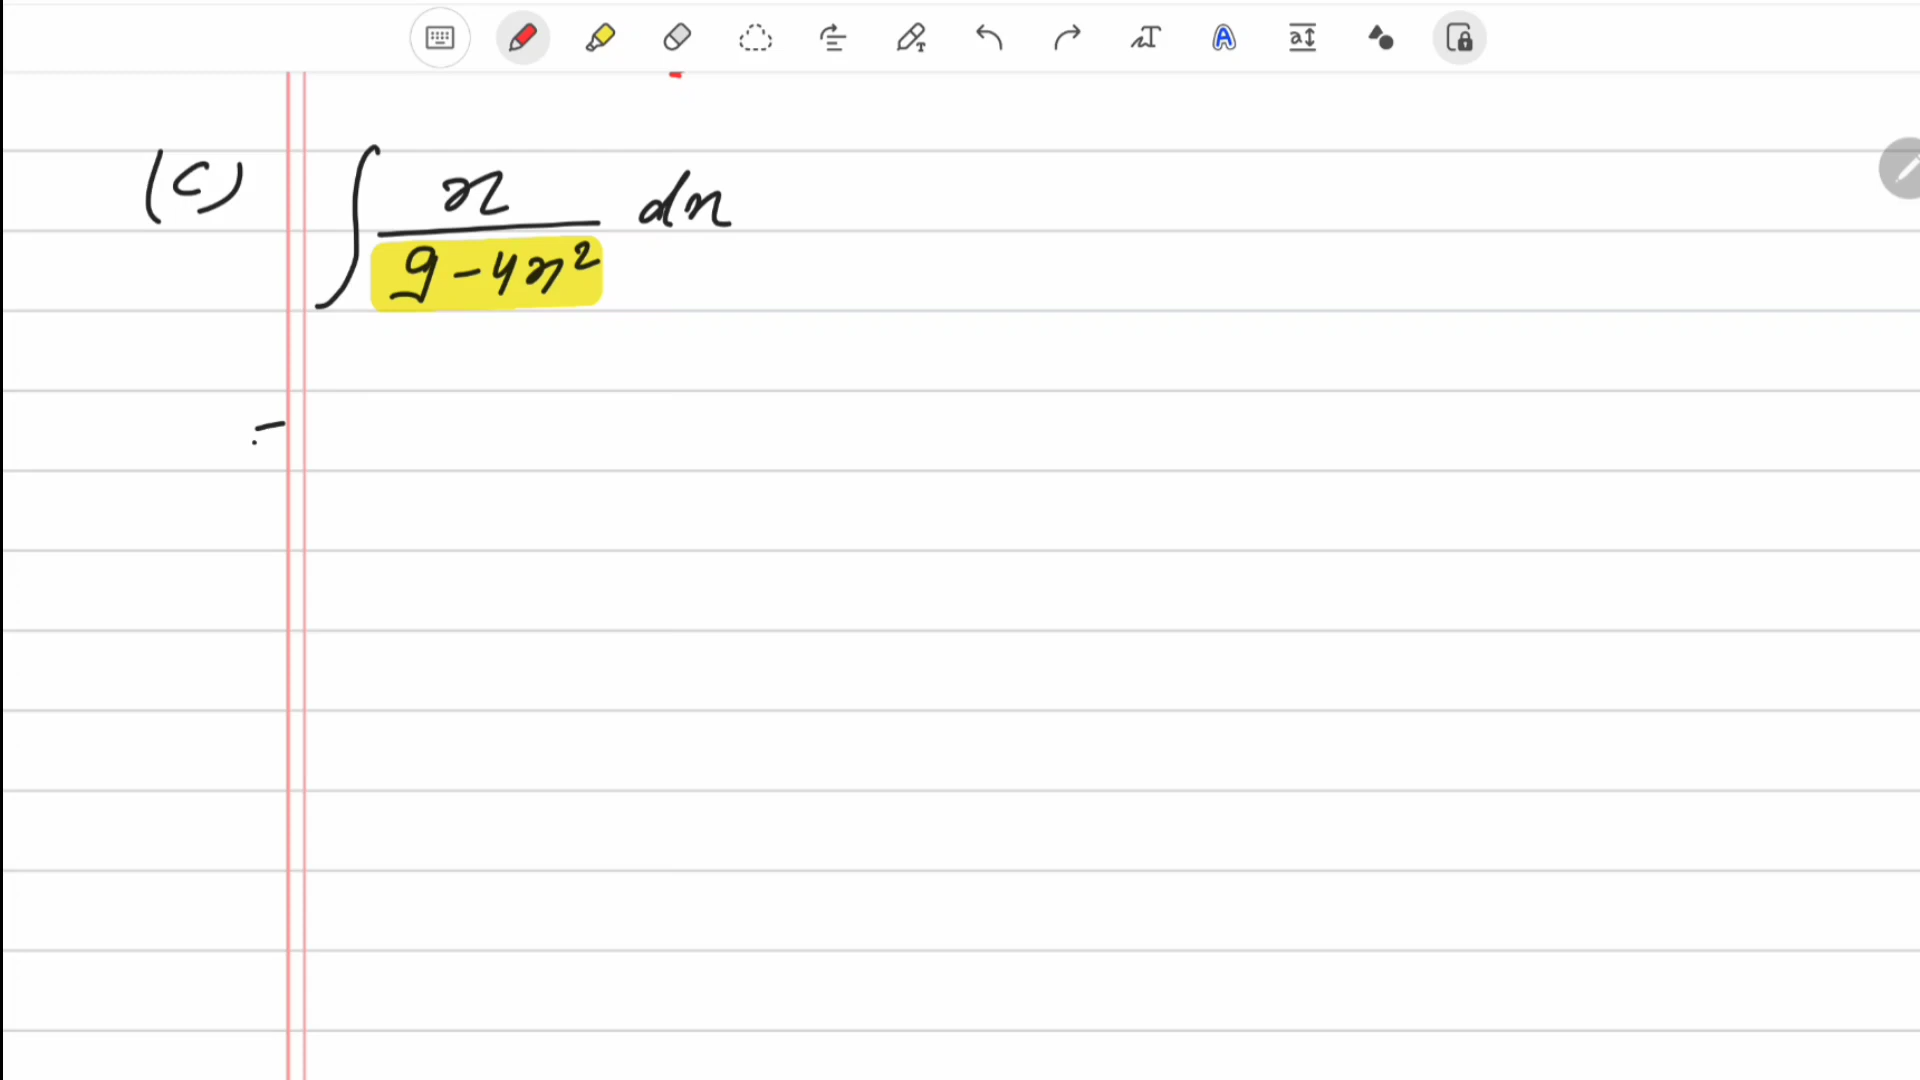 (c) ∫ x/(9-4x²) dx